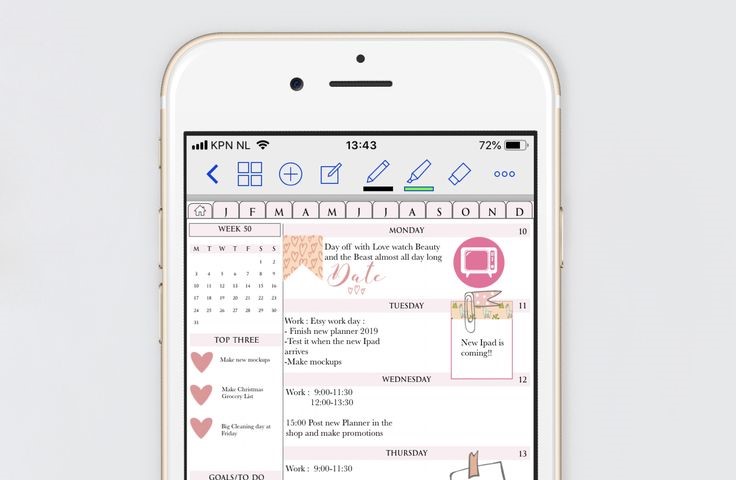 KPN NL 13:43 72%
J F M A M J J A S O N D
WEEK 50
M T W T F S S
1 2
3 4 5 6 7 8 9
10 11 12 13 14 15 16
17 18 19 20 21 22 23
24 25 26 27 28 29 30
31
TOP THREE
Make new mockups
Make Christmas
Grocery List
Big Cleaning day at
Friday
GOALS/TO DO
MONDAY 10
Day off with Love watch Beauty
and the Beast almost all day long
Date
TUESDAY 11
Work : Etsy work day :
- Finish new planner 2019
-Test it when the new Ipad
arrives
-Make mockups
New Ipad is
coming!!
WEDNESDAY 12
Work : 9:00-11:30
12:00-13:30
15:00 Post new Planner in the
shop and make promotions
THURSDAY 13
Work : 9:00-11:30